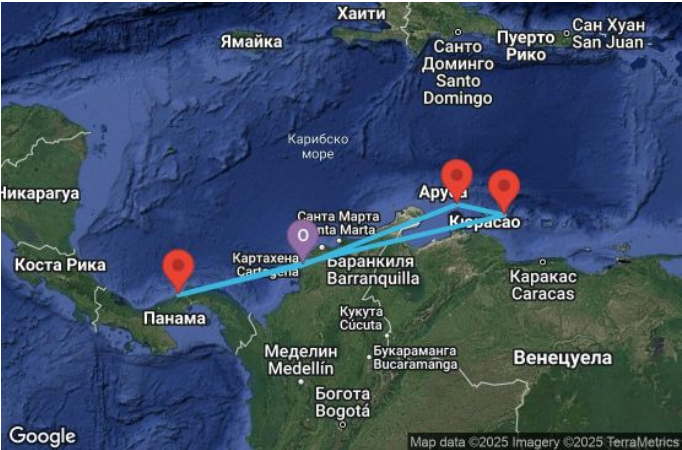 Хаити
Ямайка
Сан Хуан
San Juan
Пуерто
Рико
Санто
Доминго
Santo
Domingo
Карибско
море
Никарагуа
Аруба
Кюрасао
Санта Марта
Santa Marta
O
Картахена
Cartagena
Баранкиля
Barranquilla
Коста Рика
Каракас
Caracas
Панама
Кукута
Cúcuta
Меделин
Medellín
Букараманга
Bucaramanga
Венецуела
Богота
Bogotá
Google
Map data ©2025 Imagery ©2025 TerraMetrics